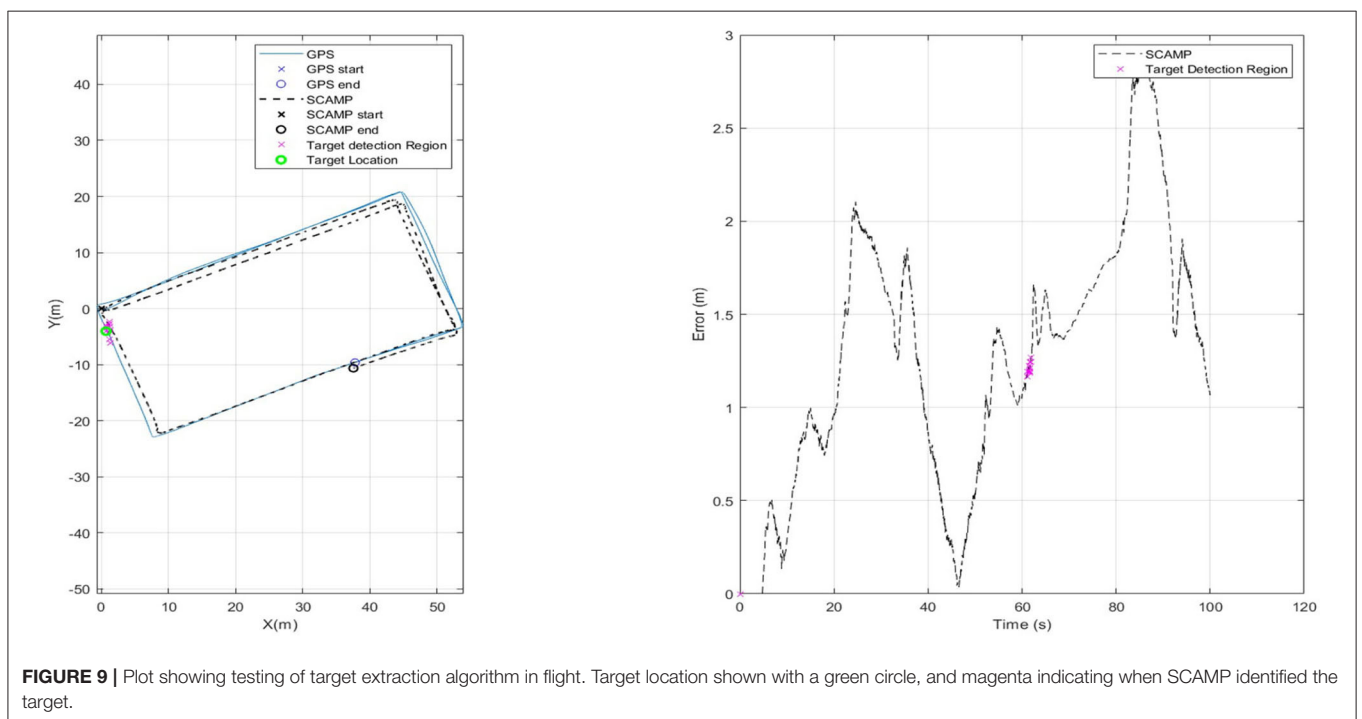 GPS
GPS start
GPS end
SCAMP
SCAMP start
SCAMP end
Target detection Region
Target Location
40
30
20
10
0
-10
-20
-30
-40
-50
Y(m)
0 10 20 30 40 50
X(m)
SCAMP
Target Detection Region
3
2.5
2
1.5
1
0.5
0
Error (m)
0 20 40 60 80 100 120
Time (s)
FIGURE 9 | Plot showing testing of target extraction algorithm in flight. Target location shown with a green circle, and magenta indicating when SCAMP identified the
target.